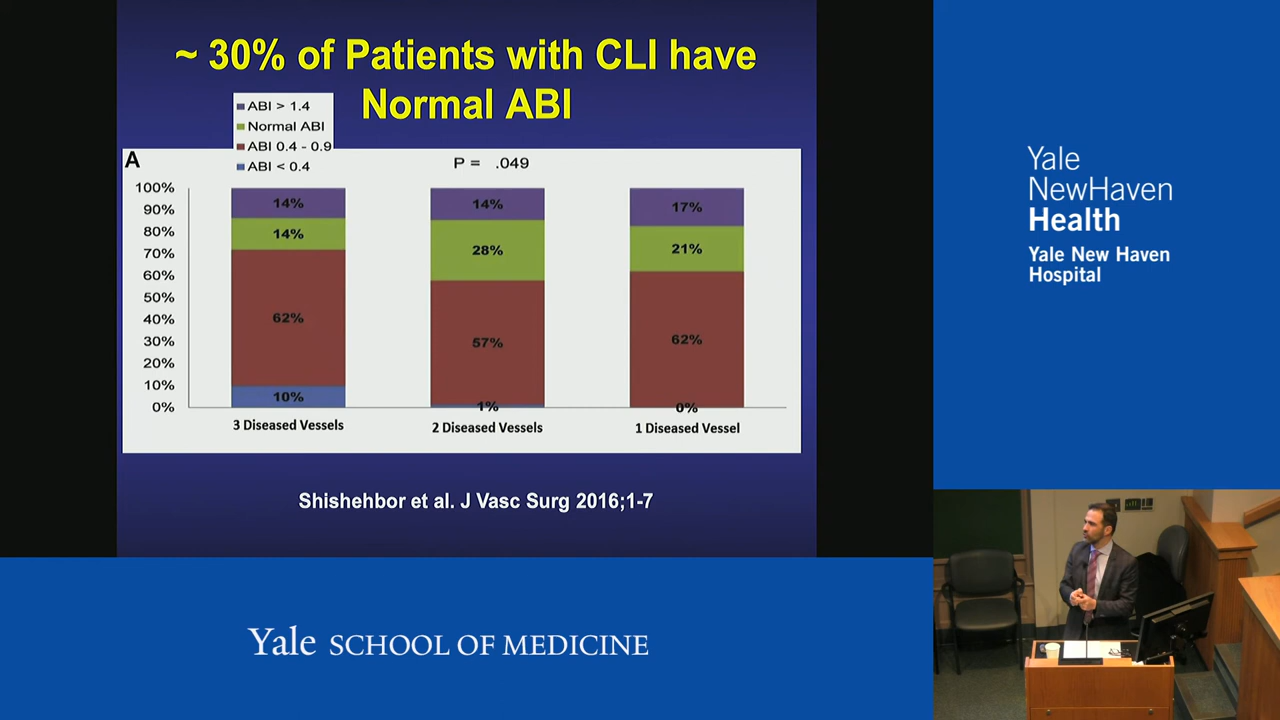 ~ 30% of Patients with CLI have
Normal ABI
ABI > 1.4
Normal ABI
ABI 0.4 - 0.9
ABI < 0.4
A
P = .049
100%
90%
80%
70%
60%
50%
40%
30%
20%
10%
0%
14%
14%
62%
10%
14%
28%
57%
1%
17%
21%
62%
0%
3 Diseased Vessels
2 Diseased Vessels
1 Diseased Vessel
Shishehbor et al. J Vasc Surg 2016;1-7
Yale
NewHaven
Health
Yale New Haven
Hospital
Yale SCHOOL OF MEDICINE